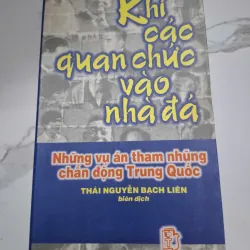 Khi
các
quan chức
vào
nhà đá
Những vụ án tham nhũng
chấn động Trung Quốc
THÁI NGUYỄN BẠCH LIÊN
biên dịch